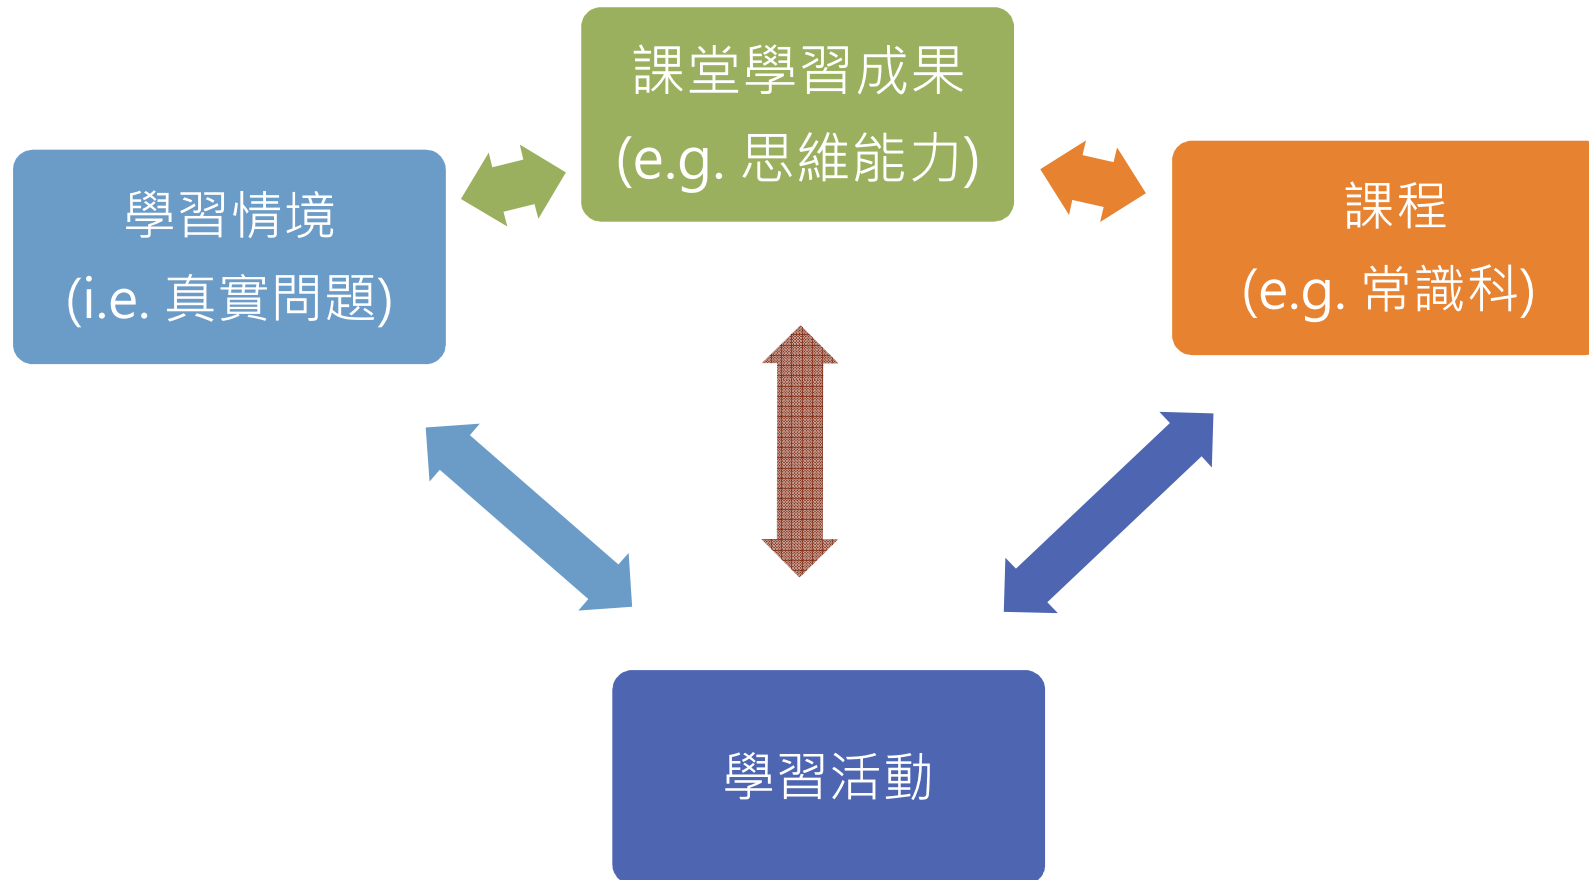 課堂學習成果
(e.g. 思維能力)
學習情境
(i.e. 真實問題)
課程
(e.g. 常識科)
學習活動